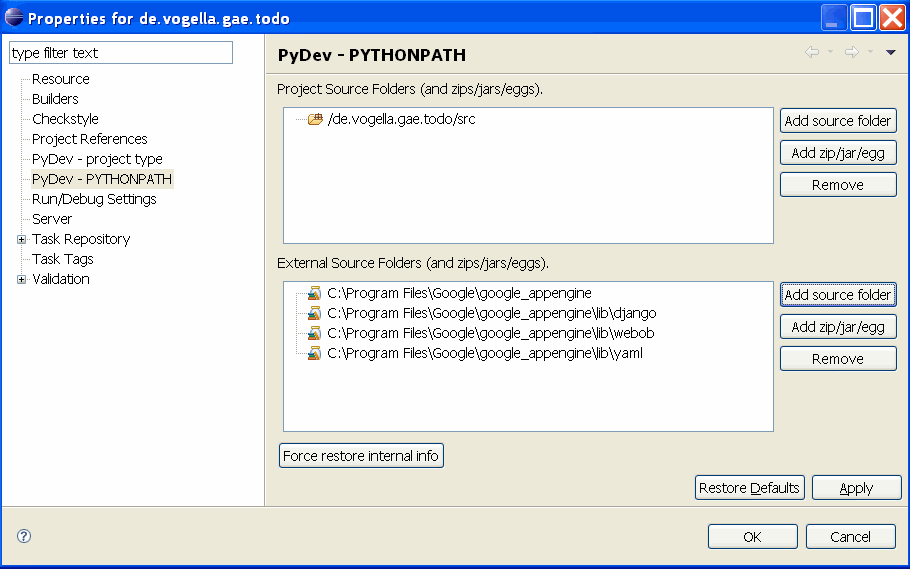 Properties for de.vogella.gae.todo
type filter text
Resource
Builders
Checkstyle
Project References
PyDev - project type
PyDev - PYTHONPATH
Run/Debug Settings
Server
Task Repository
Task Tags
Validation
PyDev - PYTHONPATH
Project Source Folders (and zips/jars/eggs).
/de.vogella.gae.todo/src
Add source folder
Add zip/jar/egg
Remove
External Source Folders (and zips/jars/eggs).
C:\Program Files\Google\google_appengine
C:\Program Files\Google\google_appengine\lib\django
C:\Program Files\Google\google_appengine\lib\webob
C:\Program Files\Google\google_appengine\lib\yaml
Add source folder
Add zip/jar/egg
Remove
Force restore internal info
Restore Defaults
Apply
?
OK
Cancel